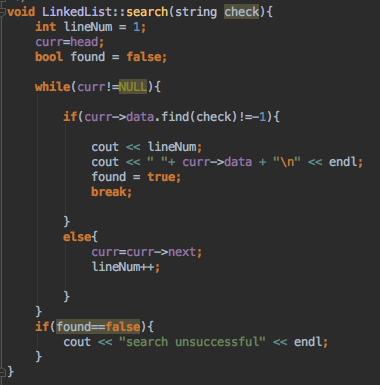 void LinkedList::search(string check){
    int lineNum = 1;
    curr=head;
    bool found = false;

    while(curr!=NULL){

        if(curr->data.find(check)!=-1){

            cout << lineNum;
            cout << " "+ curr->data + "\n" << endl;
            found = true;
            break;

        }
        else{
            curr=curr->next;
            lineNum++;

        }
    }
    if(found==false){
        cout << "search unsuccessful" << endl;
    }
}